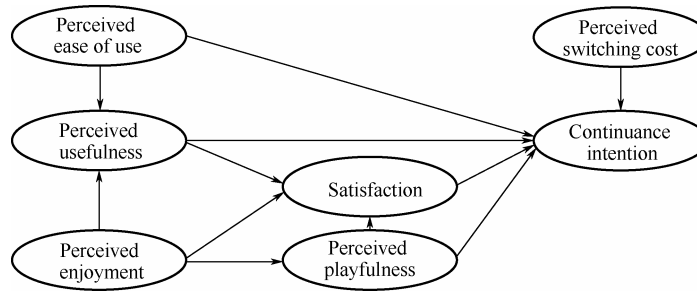 Perceived
ease of use
Perceived
switching cost
Perceived
usefulness
Continuance
intention
Satisfaction
Perceived
enjoyment
Perceived
playfulness